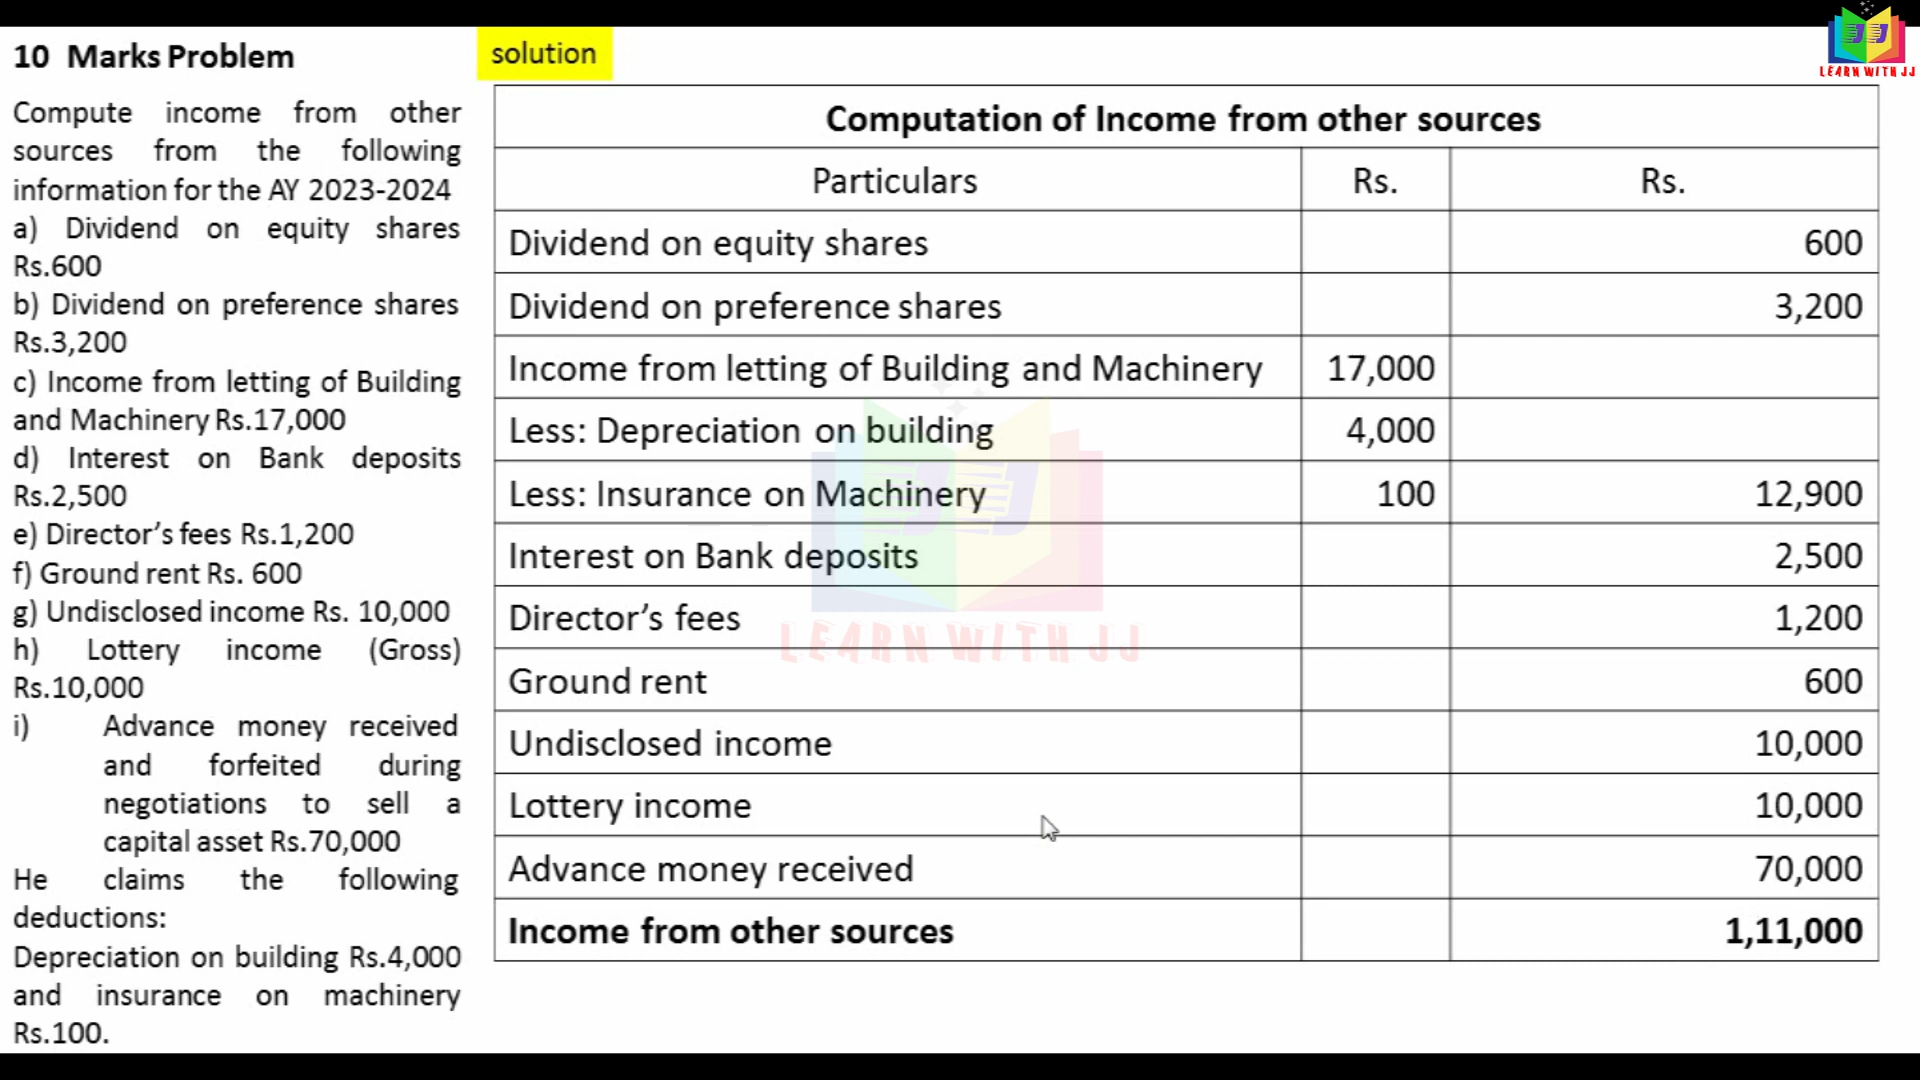 10 Marks Problem
Compute income from other
sources from the following
information for the AY 2023-2024
a) Dividend on equity shares
Rs.600
b) Dividend on preference shares
Rs.3,200
c) Income from letting of Building
and Machinery Rs.17,000
d) Interest on Bank deposits
Rs.2,500
e) Director’s fees Rs.1,200
f) Ground rent Rs. 600
g) Undisclosed income Rs. 10,000
h) Lottery income (Gross)
Rs.10,000
i) Advance money received
and forfeited during
negotiations to sell a
capital asset Rs.70,000
He claims the following
deductions:
Depreciation on building Rs.4,000
and insurance on machinery
Rs.100.
solution
Computation of Income from other sources
Particulars Rs. Rs.
Dividend on equity shares 600
Dividend on preference shares 3,200
Income from letting of Building and Machinery 17,000
Less: Depreciation on building 4,000
Less: Insurance on Machinery 100 12,900
Interest on Bank deposits 2,500
Director’s fees 1,200
Ground rent 600
Undisclosed income 10,000
Lottery income 10,000
Advance money received 70,000
Income from other sources 1,11,000
JJ
LEARN WITH JJ
JJ
LEARN WITH JJ